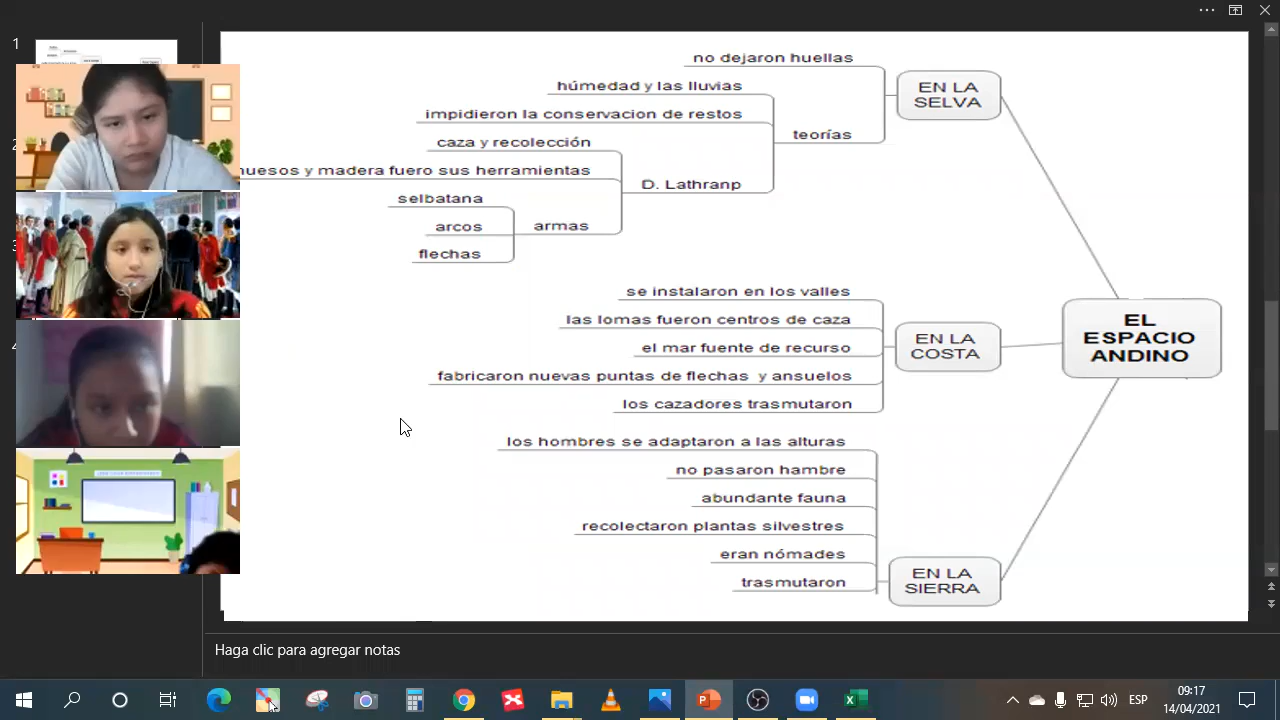 1
no dejaron huellas
húmedad y las lluvias
impidieron la conservacion de restos
caza y recolección
huesos y madera fuero sus herramientas
selbatana
arcos
flechas
armas
D. Lathranp
teorías
EN LA
SELVA
se instalaron en los valles
las lomas fueron centros de caza
el mar fuente de recurso
fabricaron nuevas puntas de flechas y ansuelos
los cazadores trasmutaron
EN LA
COSTA
EL
ESPACIO
ANDINO
los hombres se adaptaron a las alturas
no pasaron hambre
abundante fauna
recolectaron plantas silvestres
eran nómades
trasmutaron
EN LA
SIERRA
Haga clic para agregar notas
ESP
09:17
14/04/2021